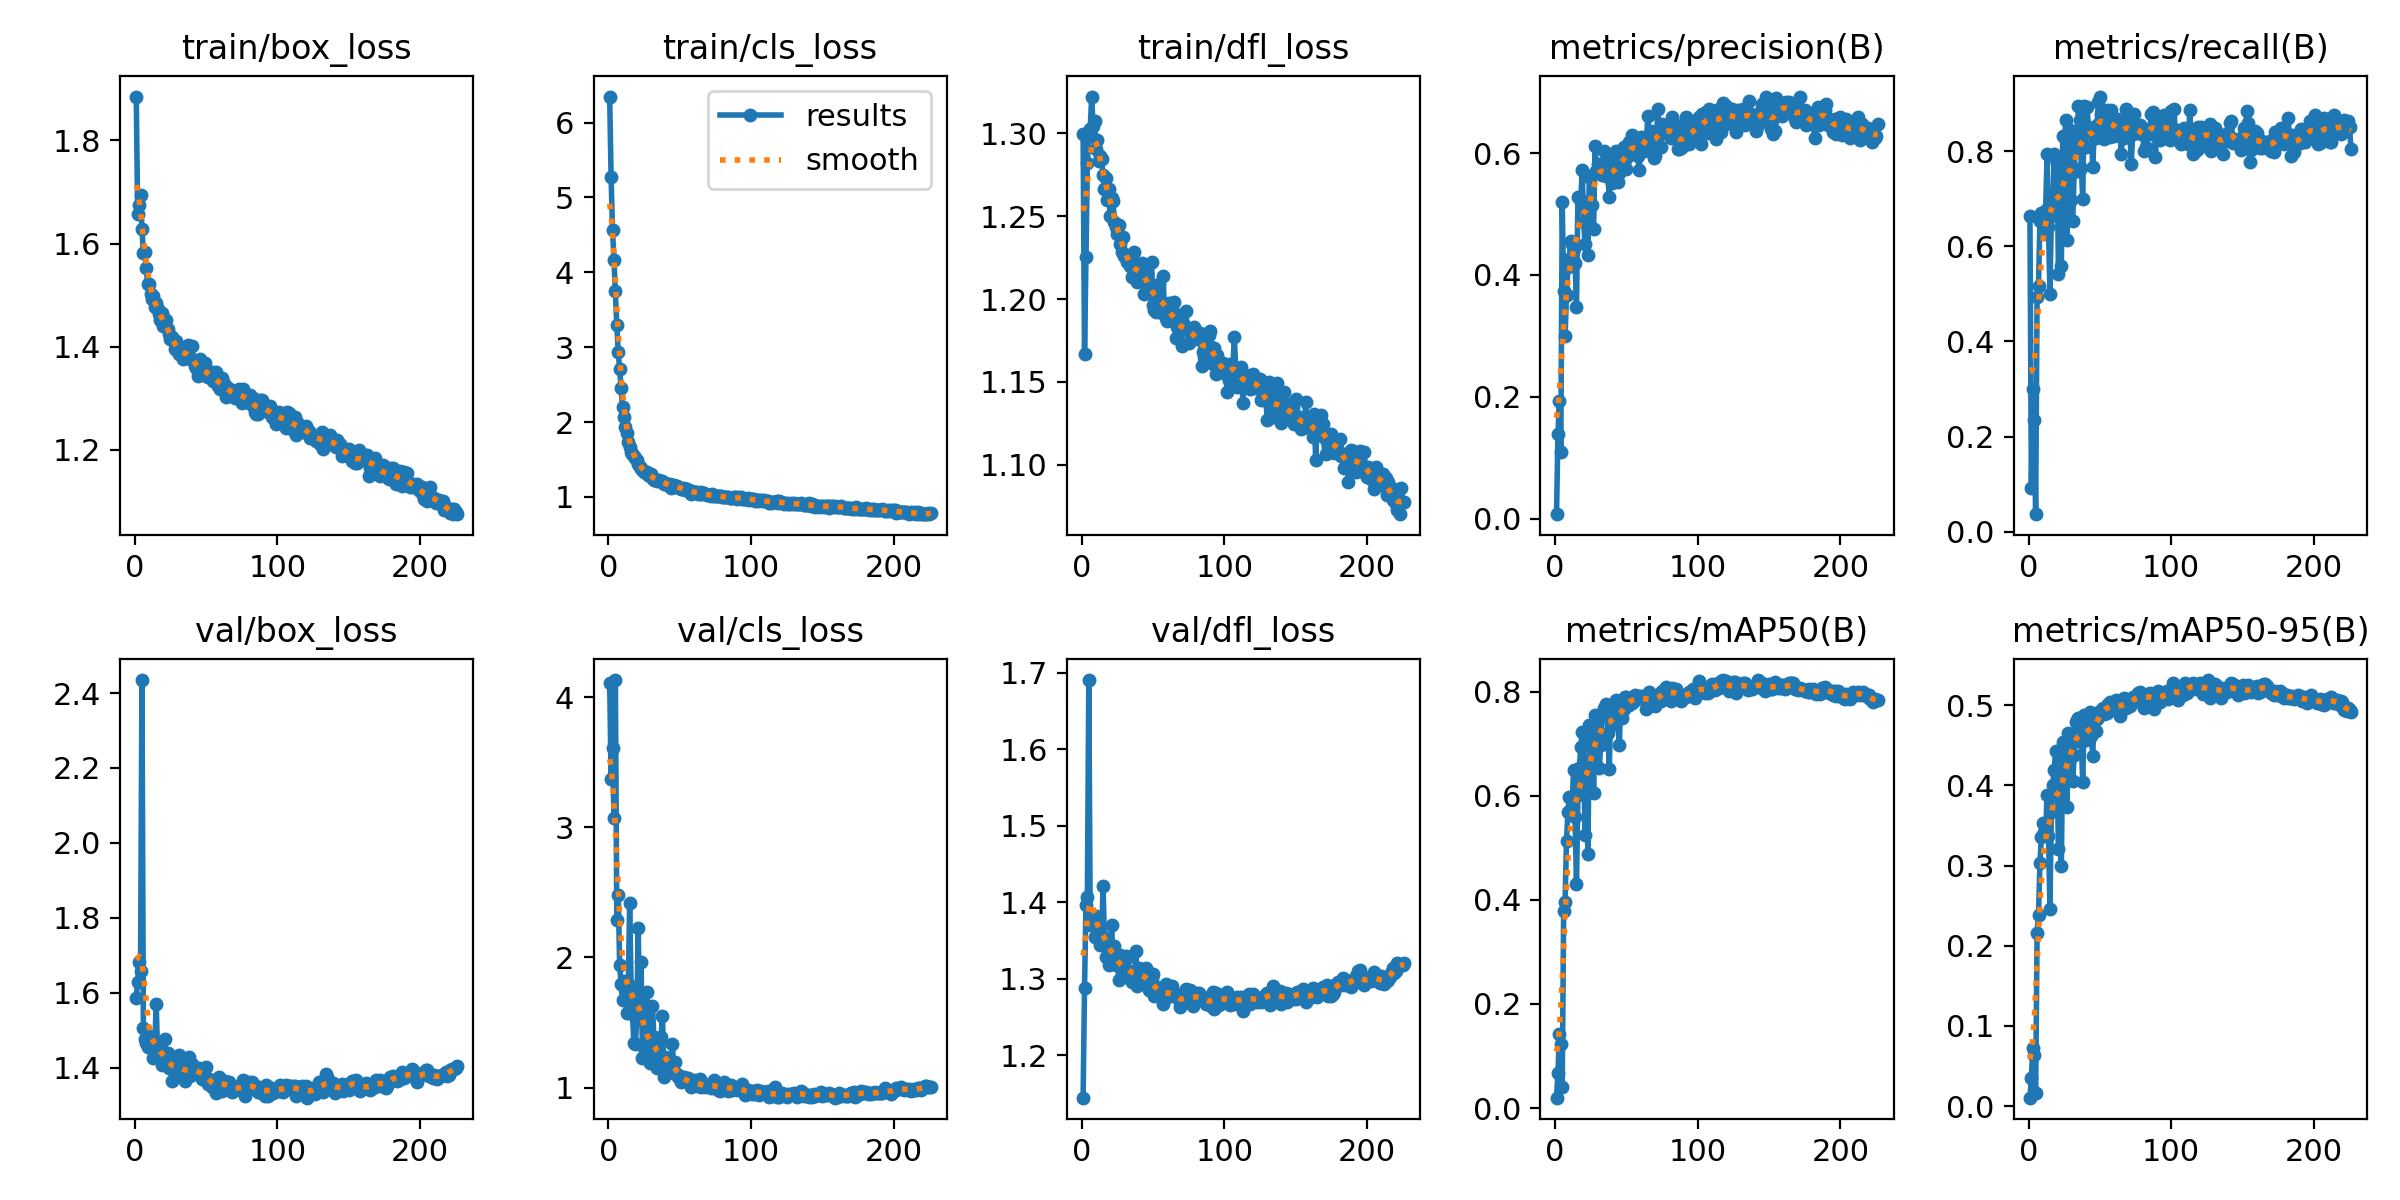 train/box_loss
1.8
1.6
1.4
1.2
0 100 200
train/cls_loss
results
smooth
6
5
4
3
2
1
0 100 200
train/dfl_loss
1.30
1.25
1.20
1.15
1.10
0 100 200
metrics/precision(B)
0.6
0.4
0.2
0.0
0 100 200
metrics/recall(B)
0.8
0.6
0.4
0.2
0.0
0 100 200
val/box_loss
2.4
2.2
2.0
1.8
1.6
1.4
0 100 200
val/cls_loss
4
3
2
1
0 100 200
val/dfl_loss
1.7
1.6
1.5
1.4
1.3
1.2
0 100 200
metrics/mAP50(B)
0.8
0.6
0.4
0.2
0.0
0 100 200
metrics/mAP50-95(B)
0.5
0.4
0.3
0.2
0.1
0.0
0 100 200